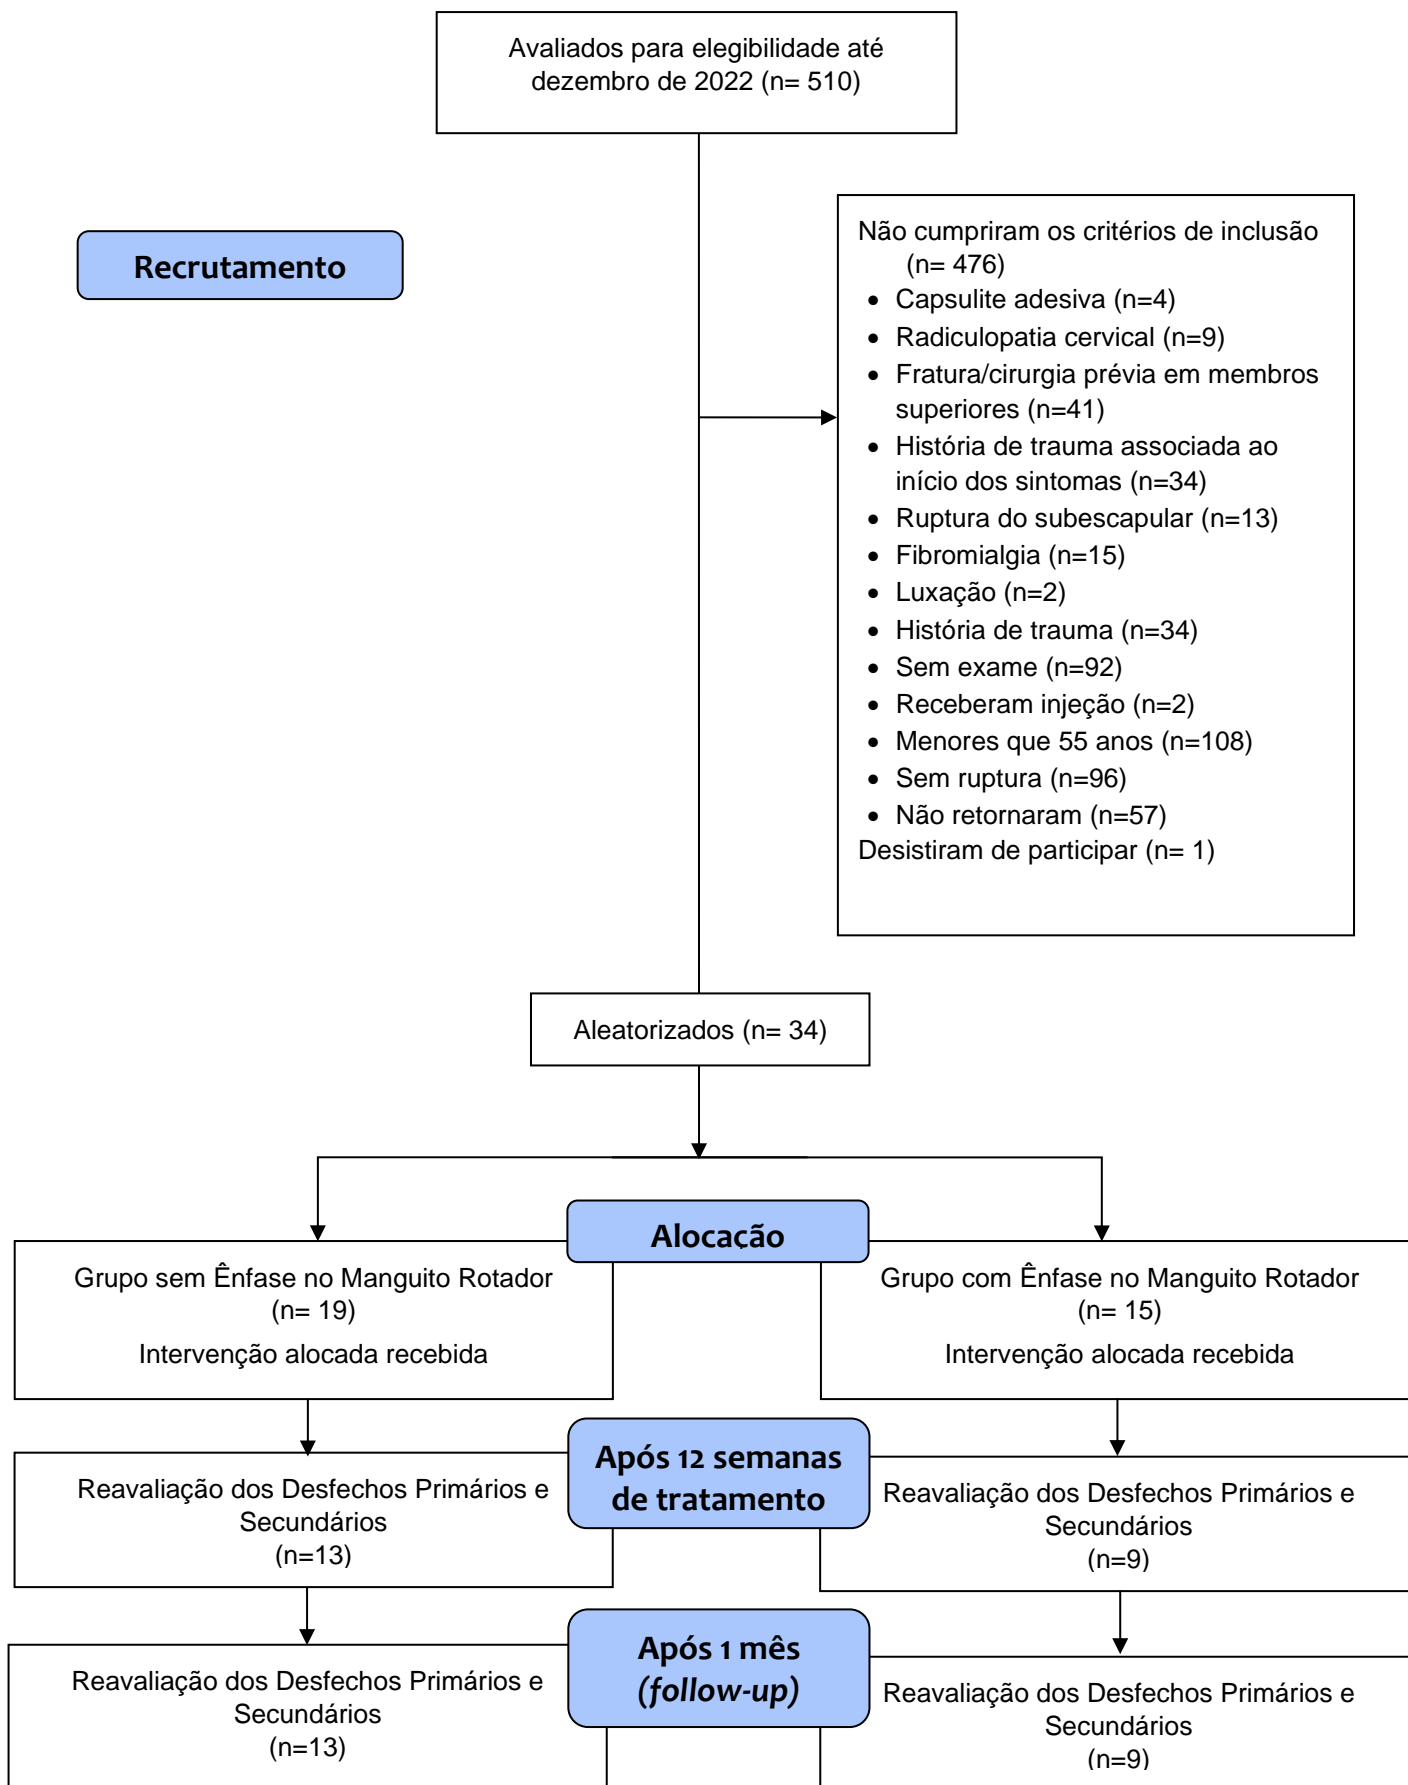 Avaliados para elegibilidade até
dezembro de 2022 (n= 510)
Recrutamento
Não cumpriram os critérios de inclusão
(n= 476)
• Capsulite adesiva (n=4)
• Radiculopatia cervical (n=9)
• Fratura/cirurgia prévia em membros
superiores (n=41)
• História de trauma associada ao
início dos sintomas (n=34)
• Ruptura do subescapular (n=13)
• Fibromialgia (n=15)
• Luxação (n=2)
• História de trauma (n=34)
• Sem exame (n=92)
• Receberam injeção (n=2)
• Menores que 55 anos (n=108)
• Sem ruptura (n=96)
• Não retornaram (n=57)
Desistiram de participar (n= 1)
Aleatorizados (n= 34)
Alocação
Grupo sem Ênfase no Manguito Rotador
(n= 19)
Intervenção alocada recebida
Grupo com Ênfase no Manguito Rotador
(n= 15)
Intervenção alocada recebida
Após 12 semanas
de tratamento
Reavaliação dos Desfechos Primários e
Secundários
(n=13)
Reavaliação dos Desfechos Primários e
Secundários
(n=9)
Após 1 mês
(follow-up)
Reavaliação dos Desfechos Primários e
Secundários
(n=13)
Reavaliação dos Desfechos Primários e
Secundários
(n=9)